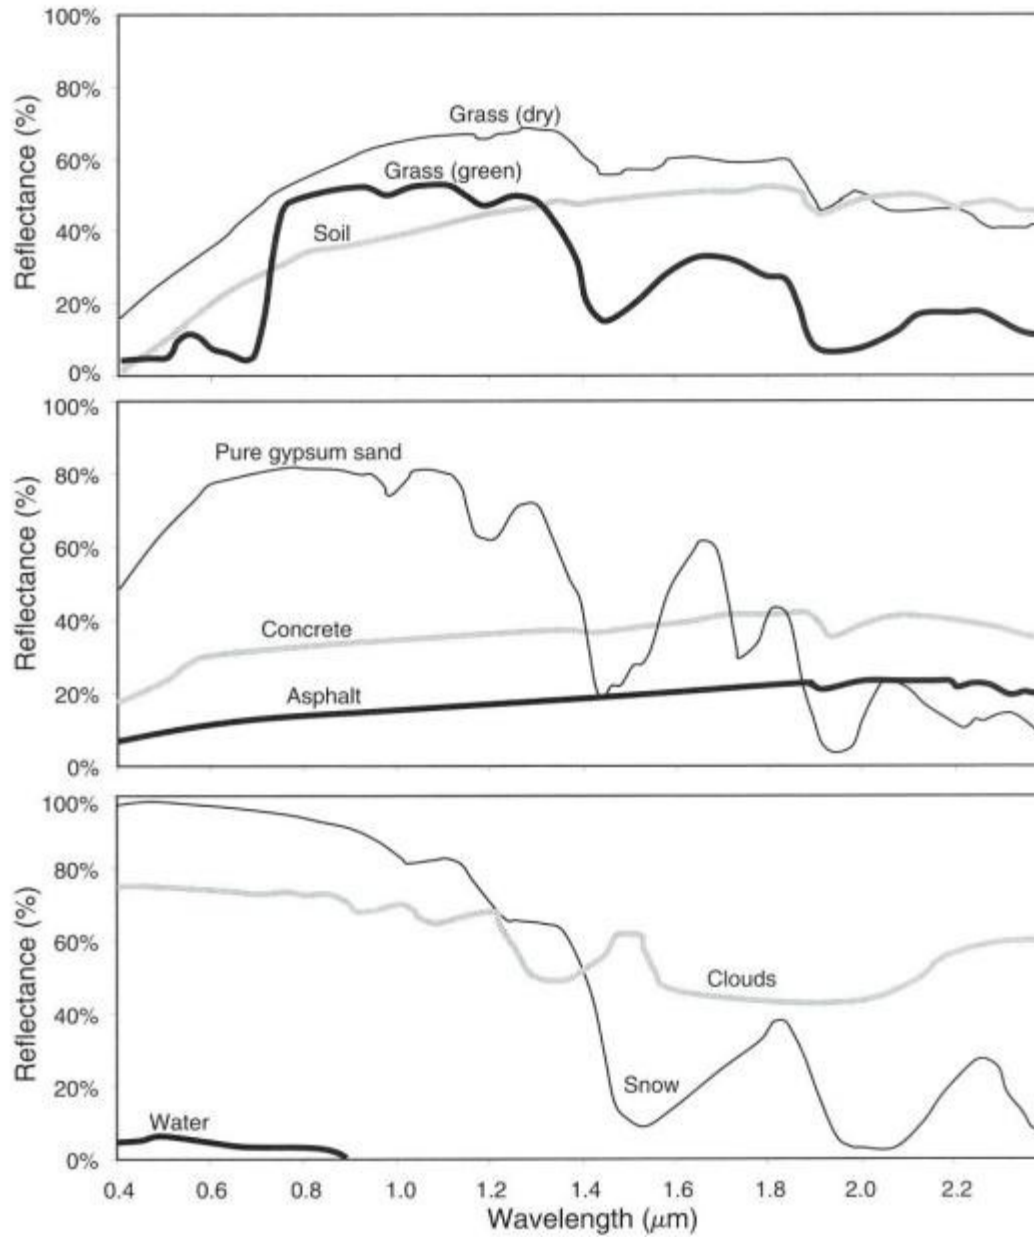 100%
80%
60%
40%
20%
0%
Reflectance (%)
Grass (dry)
Grass (green)
Soil
100%
80%
60%
40%
20%
0%
Reflectance (%)
Pure gypsum sand
Concrete
Asphalt
100%
80%
60%
40%
20%
0%
Reflectance (%)
Clouds
Snow
Water
0.4 0.6 0.8 1.0 1.2 1.4 1.6 1.8 2.0 2.2
Wavelength (μm)